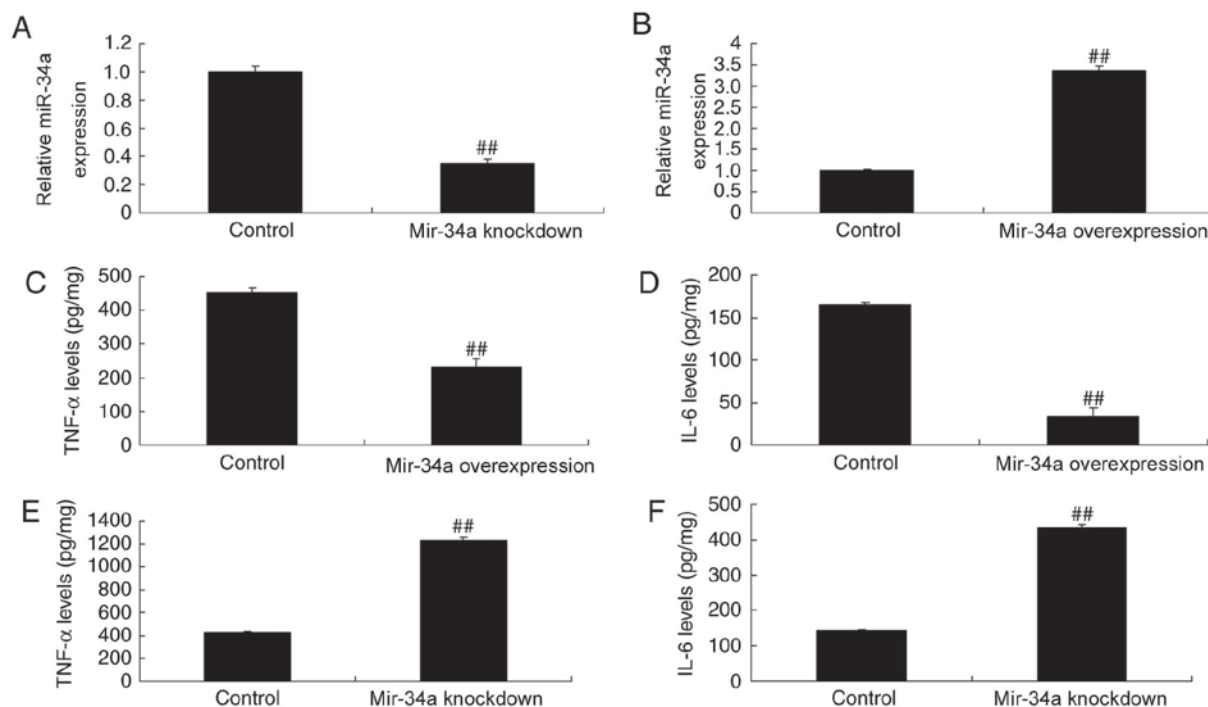 A
Relative miR-34a
expression
1.2
1.0
0.8
0.6
0.4
0.2
0
##
Control
Mir-34a knockdown
B
Relative miR-34a
expression
4
3.5
3.0
2.5
2.0
1.5
1.0
0.5
0
##
Control
Mir-34a overexpression
C
TNF-α levels (pg/mg)
500
400
300
200
100
0
##
Control
Mir-34a overexpression
D
IL-6 levels (pg/mg)
200
150
100
50
0
##
Control
Mir-34a overexpression
E
TNF-α levels (pg/mg)
1400
1200
1000
800
600
400
200
0
##
Control
Mir-34a knockdown
F
IL-6 levels (pg/mg)
500
400
300
200
100
0
##
Control
Mir-34a knockdown